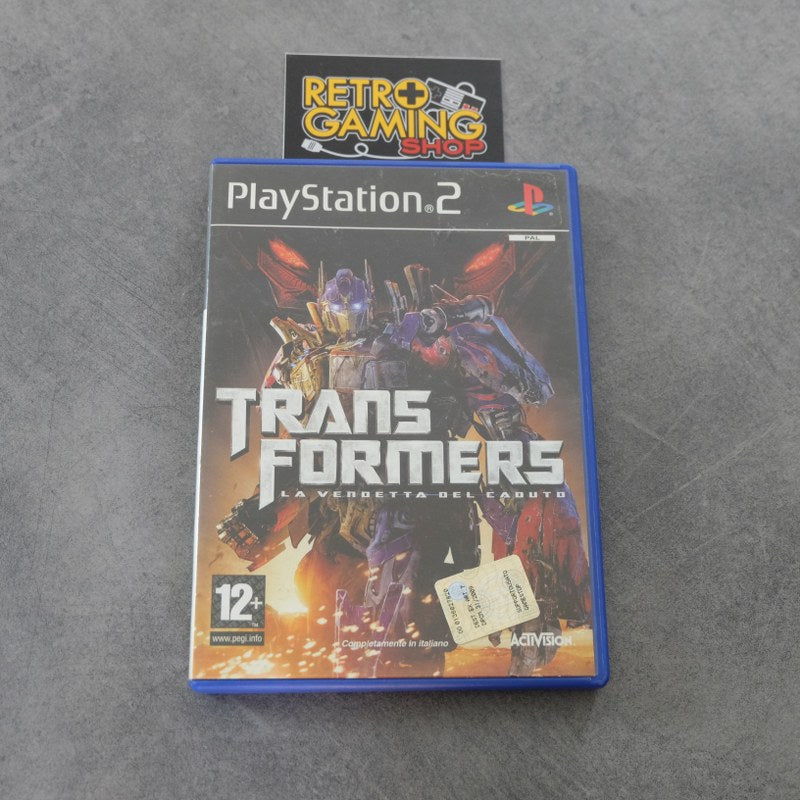 RETRO
GAMING
SHOP
PlayStation®2
PAL
TRANS
FORMERS
LA VENDETTA DEL CADUTO
12+
www.pegi.info
Completamente in italiano
ACTIVISION